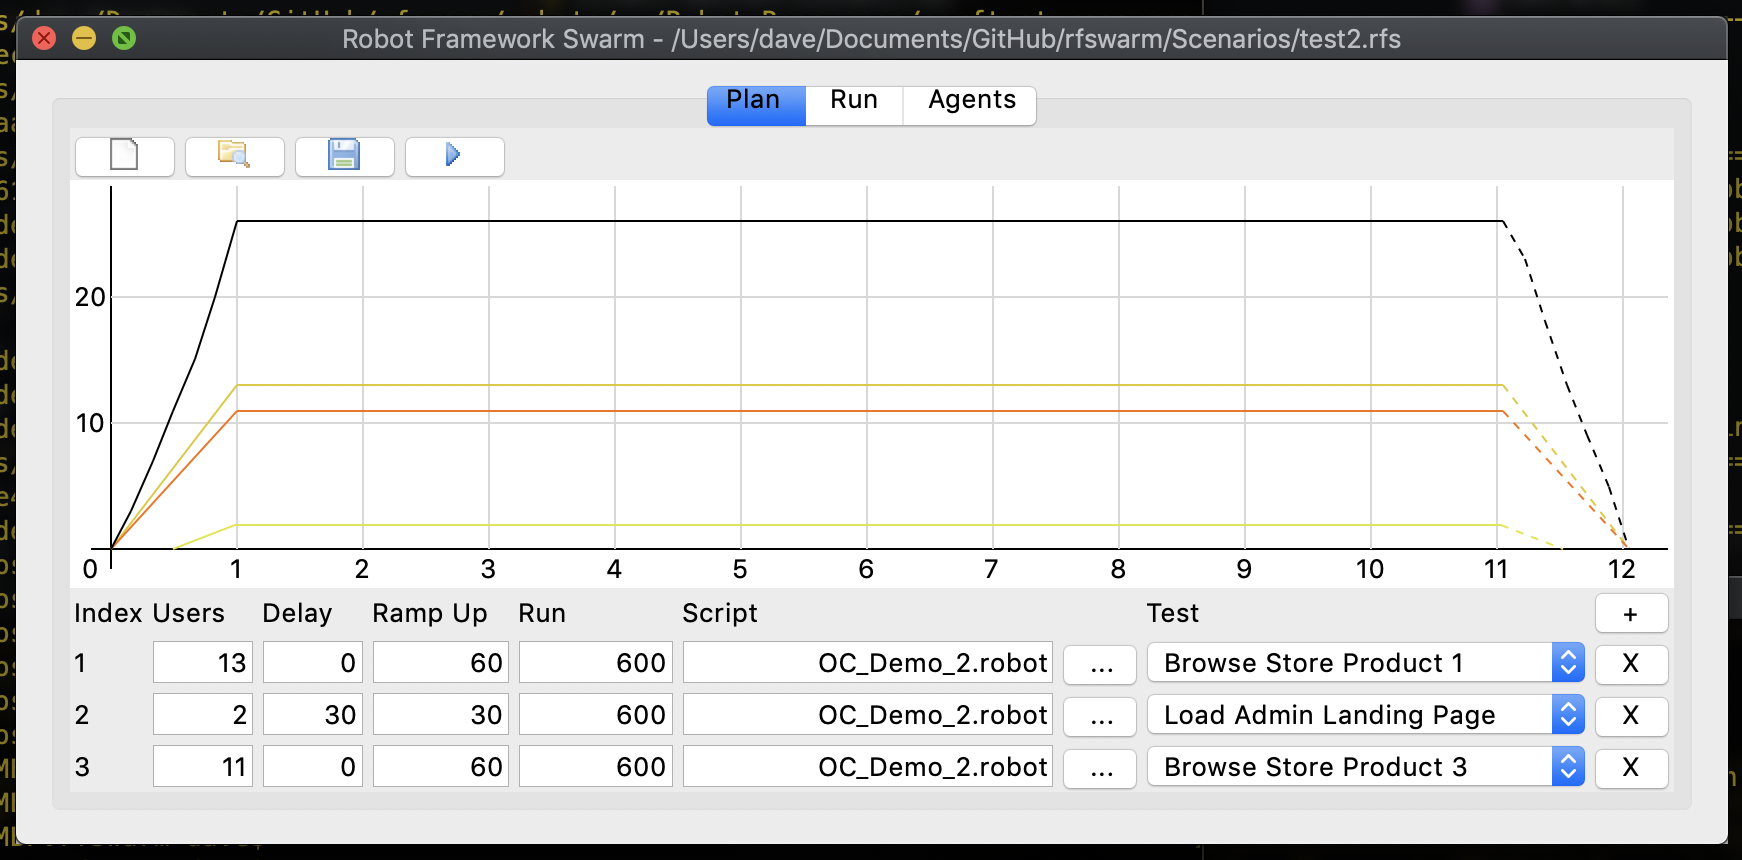 Robot Framework Swarm - /Users/dave/Documents/GitHub/rfswarm/Scenarios/test2.rfs
Plan Run Agents
20
10
0 1 2 3 4 5 6 7 8 9 10 11 12
Index Users Delay Ramp Up Run Script Test +
1 13 0 60 600 OC_Demo_2.robot ... Browse Store Product 1 X
2 2 30 30 600 OC_Demo_2.robot ... Load Admin Landing Page X
3 11 0 60 600 OC_Demo_2.robot ... Browse Store Product 3 X